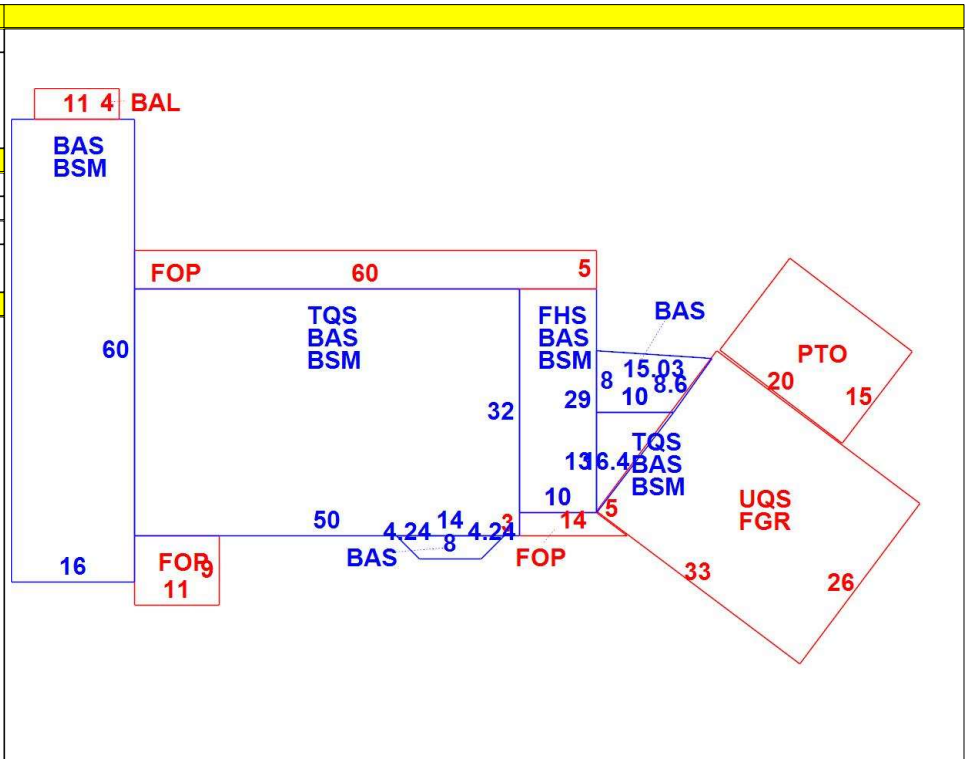 11 4 BAL
BAS
BSM
FOP 60 5
TQS
BAS
BSM
FHS
BAS
BSM
BAS
60
32
29
8
15.03
8.6
10
PTO
20
15
13
16.4
TQS
BAS
BSM
10
5
UQS
FGR
50
14
4.24
8
4.24
3
14
BAS
FOP
16
FOP
9
11
33
26